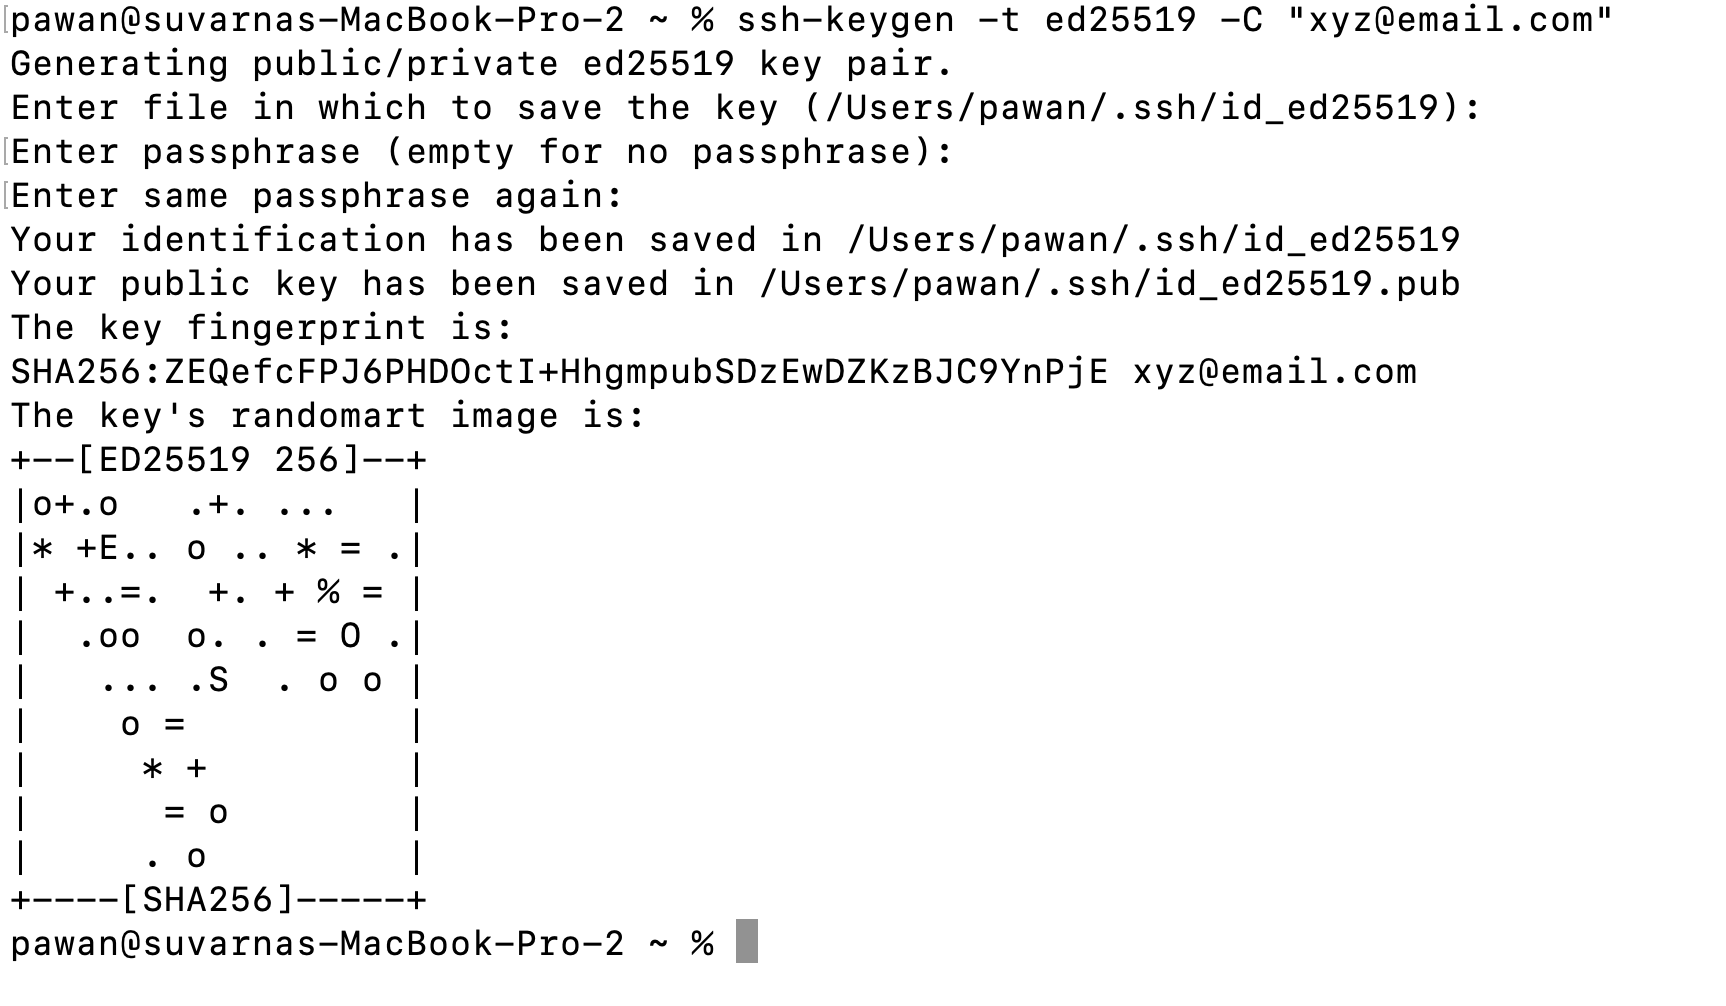 pawan@suvarnas-MacBook-Pro-2 ~ % ssh-keygen -t ed25519 -C "xyz@email.com"
Generating public/private ed25519 key pair.
Enter file in which to save the key (/Users/pawan/.ssh/id_ed25519):
Enter passphrase (empty for no passphrase):
Enter same passphrase again:
Your identification has been saved in /Users/pawan/.ssh/id_ed25519
Your public key has been saved in /Users/pawan/.ssh/id_ed25519.pub
The key fingerprint is:
SHA256:ZEQefcFPJ6PHDOctI+HhgmpubSDzEwDZKzBJC9YnPjE xyz@email.com
The key's randomart image is:
+--[ED25519 256]--+
|o+.o   .+. ...   |
|* +E.. o .. * = .|
| +..=.  +. + % = |
|  .oo  o. . = O .|
|   ... .S  . o o |
|    o =          |
|     * +         |
|      = o        |
|     . o         |
+----[SHA256]-----+
pawan@suvarnas-MacBook-Pro-2 ~ %